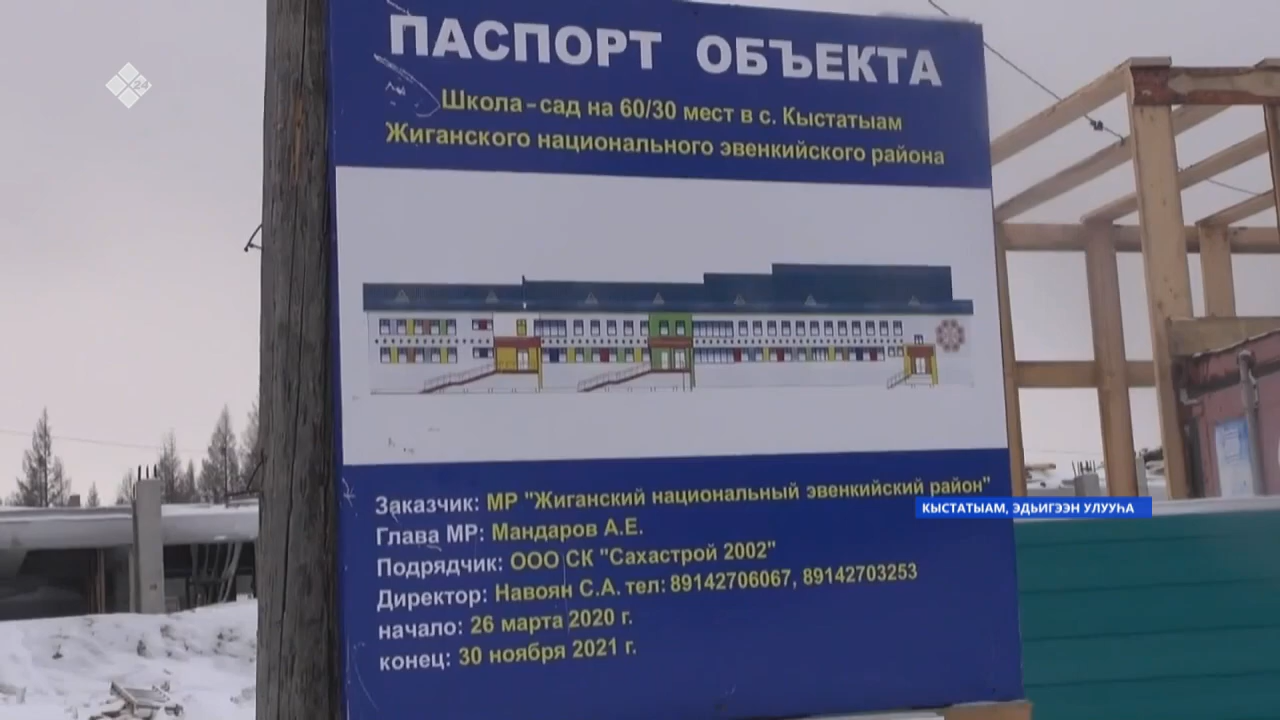 ПАСПОРТ ОБЪЕКТА
Школа-сад на 60/30 мест в с. Кыстатыам
Жиганского национального эвенкийского района
24
Заказчик: МР "Жиганский национальный эвенкийский район"
КЫСТАТЫАМ, ЭДЬИГЭЭН УЛУУҺА
Глава МР: Мандаров А.Е.
Подрядчик: ООО СК "Сахастрой 2002"
Директор: Навоян С.А. тел: 89142706067, 89142703253
начало: 26 марта 2020 г.
конец: 30 ноября 2021 г.